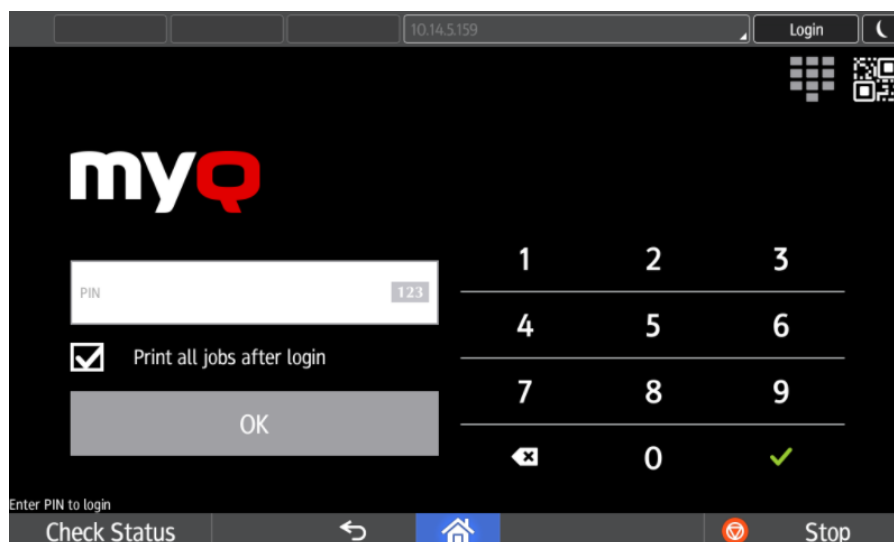 10.14.5.159
Login
myQ
1 2 3
PIN 123
4 5 6
Print all jobs after login
7 8 9
OK
0
Enter PIN to login
Check Status
Stop